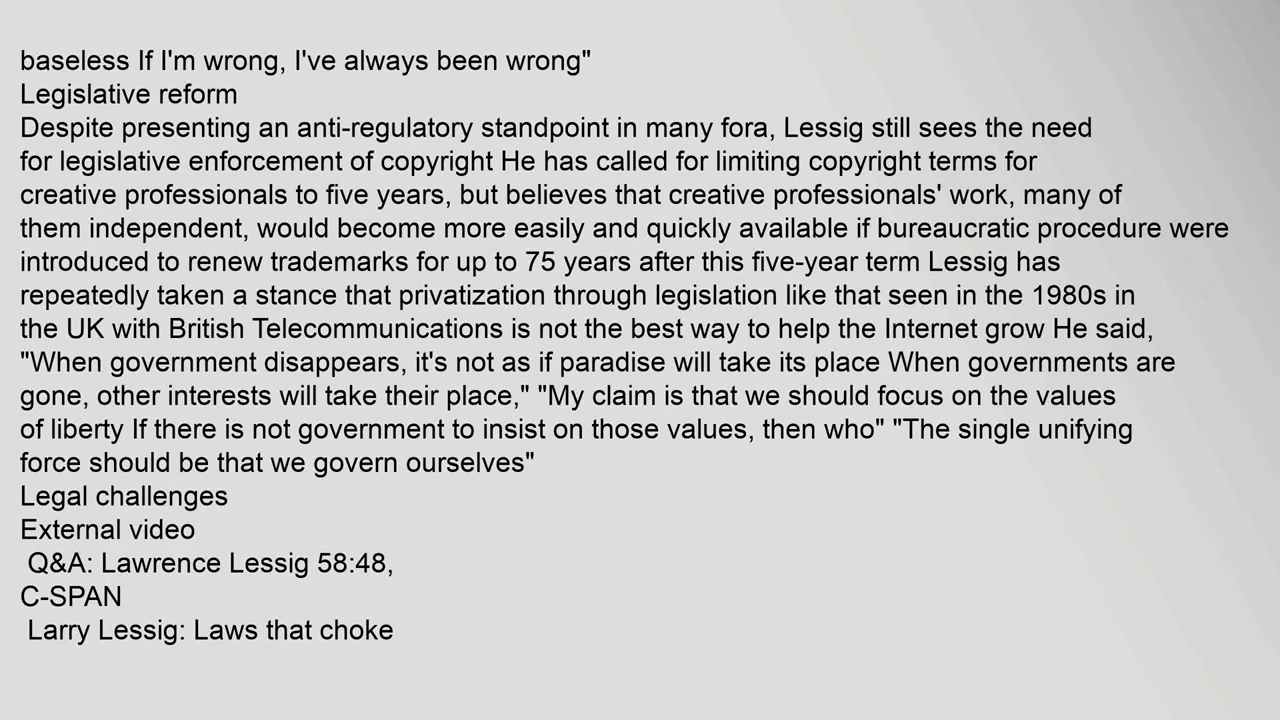 baseless If I'm wrong, I've always been wrong"
Legislative reform
Despite presenting an anti-regulatory standpoint in many fora, Lessig still sees the need
for legislative enforcement of copyright He has called for limiting copyright terms for
creative professionals to five years, but believes that creative professionals' work, many of
them independent, would become more easily and quickly available if bureaucratic procedure were
introduced to renew trademarks for up to 75 years after this five-year term Lessig has
repeatedly taken a stance that privatization through legislation like that seen in the 1980s in
the UK with British Telecommunications is not the best way to help the Internet grow He said,
"When government disappears, it's not as if paradise will take its place When governments are
gone, other interests will take their place," "My claim is that we should focus on the values
of liberty If there is not government to insist on those values, then who" "The single unifying
force should be that we govern ourselves"
Legal challenges
External video
Q&A: Lawrence Lessig 58:48,
C-SPAN
Larry Lessig: Laws that choke